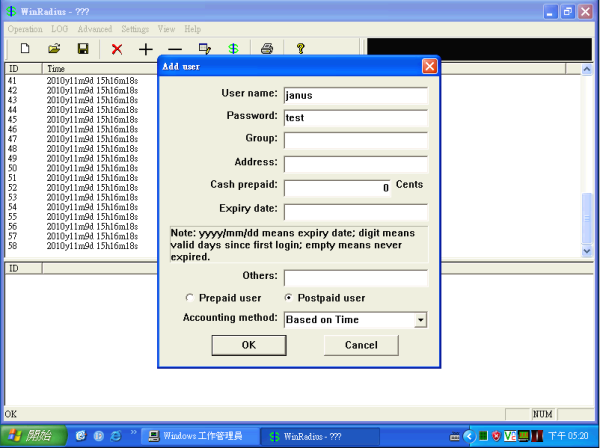 WinRadius - ???
Operation LOG Advanced Settings View Help
ID Time
41 2010y11m9d 15h16m18s
42 2010y11m9d 15h16m18s
43 2010y11m9d 15h16m18s
44 2010y11m9d 15h16m18s
45 2010y11m9d 15h16m18s
46 2010y11m9d 15h16m18s
47 2010y11m9d 15h16m18s
48 2010y11m9d 15h16m18s
49 2010y11m9d 15h16m18s
50 2010y11m9d 15h16m18s
51 2010y11m9d 15h16m18s
52 2010y11m9d 15h16m18s
53 2010y11m9d 15h16m18s
54 2010y11m9d 15h16m18s
55 2010y11m9d 15h16m18s
56 2010y11m9d 15h16m18s
57 2010y11m9d 15h16m18s
58 2010y11m9d 15h16m18s
ID
Add user
User name: janus
Password: test
Group:
Address:
Cash prepaid: 0 Cents
Expiry date:
Note: yyyy/mm/dd means expiry date; digit means
valid days since first login; empty means never
expired.
Others:
Prepaid user Postpaid user
Accounting method: Based on Time
OK Cancel
OK NUM
開始 Windows 工作管理員 WinRadius - ??? 下午 05:20